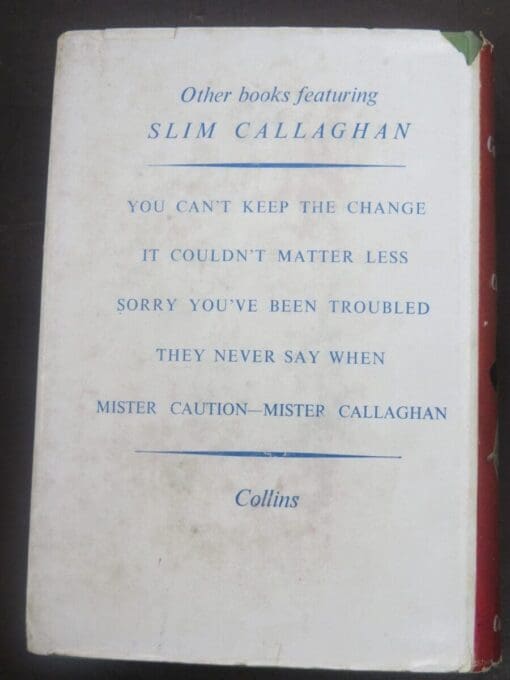 Other books featuring
SLIM CALLAGHAN
YOU CAN'T KEEP THE CHANGE
IT COULDN'T MATTER LESS
SORRY YOU'VE BEEN TROUBLED
THEY NEVER SAY WHEN
MISTER CAUTION—MISTER CALLAGHAN
Collins